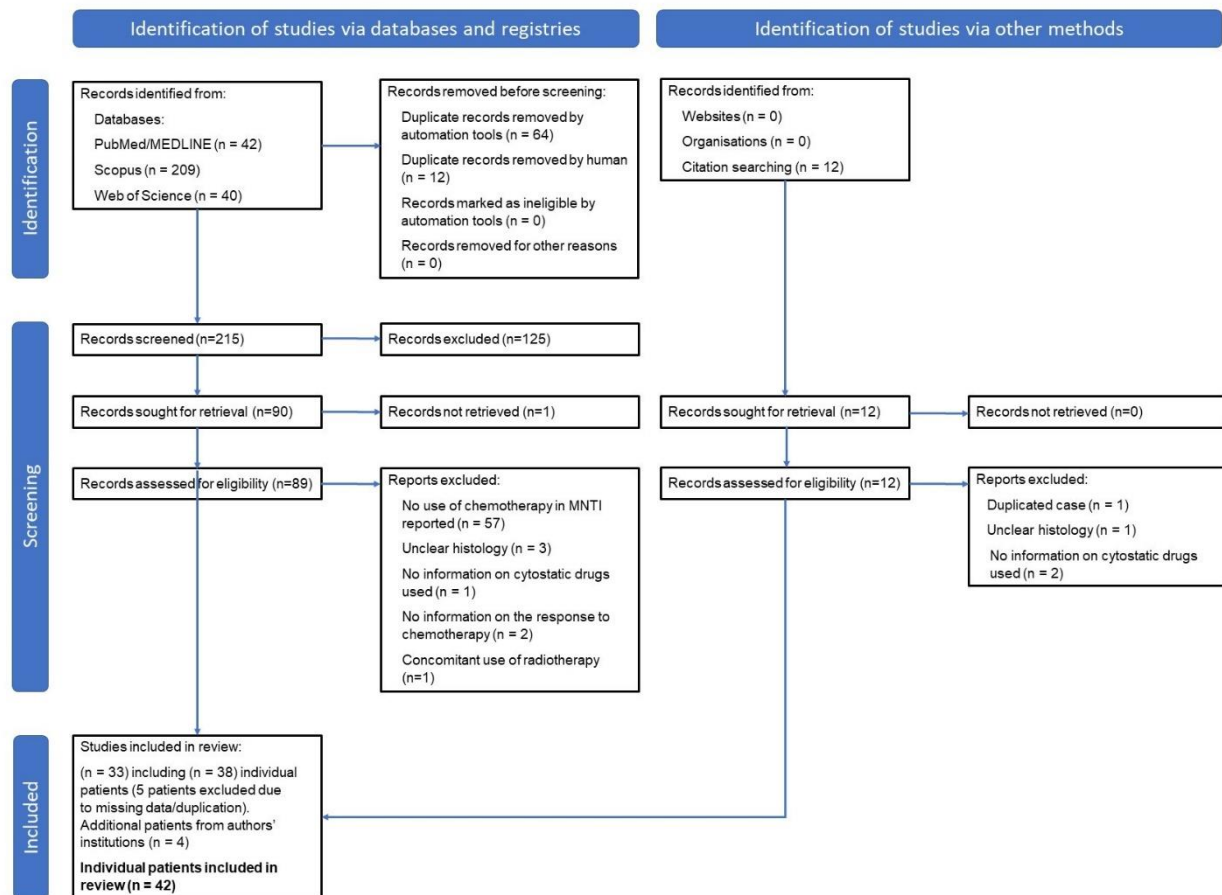 Identification of studies via databases and registries
Identification of studies via other methods
Identification
Records identified from:
Databases:
PubMed/MEDLINE (n = 42)
Scopus (n = 209)
Web of Science (n = 40)
Records removed before screening:
Duplicate records removed by
automation tools (n = 64)
Duplicate records removed by human
(n = 12)
Records marked as ineligible by
automation tools (n = 0)
Records removed for other reasons
(n = 0)
Records identified from:
Websites (n = 0)
Organisations (n = 0)
Citation searching (n = 12)
Screening
Records screened (n=215)
Records excluded (n=125)
Records sought for retrieval (n=90)
Records not retrieved (n=1)
Records sought for retrieval (n=12)
Records not retrieved (n=0)
Records assessed for eligibility (n=89)
Reports excluded:
No use of chemotherapy in MNTI
reported (n = 57)
Unclear histology (n = 3)
No information on cytostatic drugs
used (n = 1)
No information on the response to
chemotherapy (n = 2)
Concomitant use of radiotherapy
(n=1)
Records assessed for eligibility (n=12)
Reports excluded:
Duplicated case (n = 1)
Unclear histology (n = 1)
No information on cytostatic drugs
used (n = 2)
Included
Studies included in review:
(n = 33) including (n = 38) individual
patients (5 patients excluded due
to missing data/duplication).
Additional patients from authors'
institutions (n = 4)
Individual patients included in
review (n = 42)